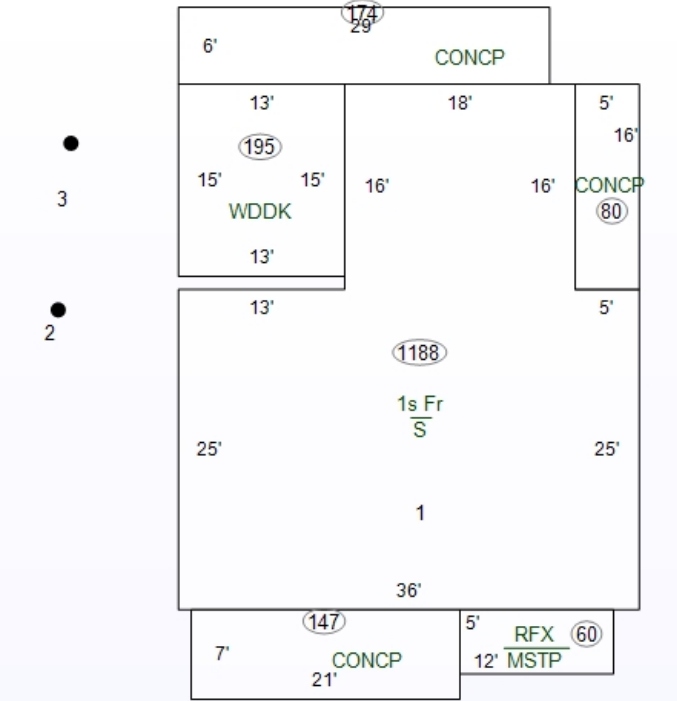 174
29'
6'
CONCP
13' 18' 5'
16'
195
15' 15' 16' 16' CONCP
3
WDDK 80
13'
13' 5'
2
1188
1s Fr
S
25' 25'
1
36'
147 5' RFX 60
7' CONCP 12' MSTP
21'